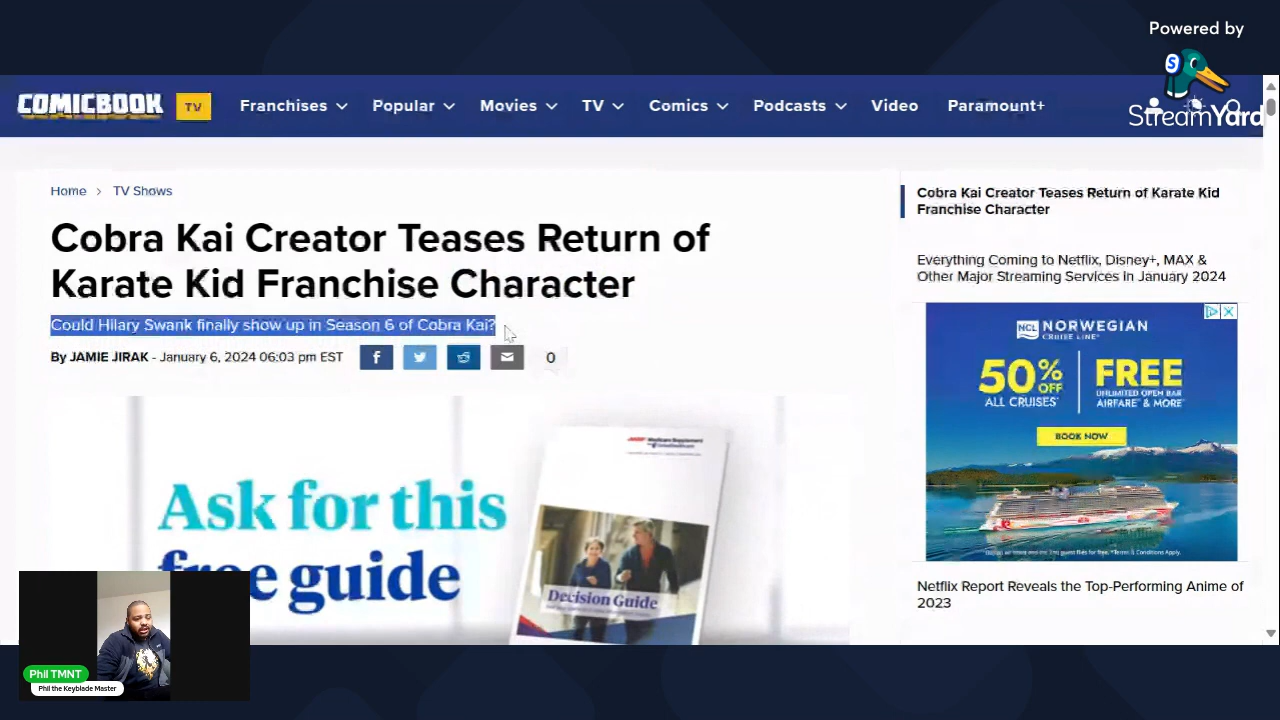 Powered by
StreamYard
COMICBOOK TV Franchises Popular Movies TV Comics Podcasts Video Paramount+
Home > TV Shows
Cobra Kai Creator Teases Return of
Karate Kid Franchise Character
Could Hilary Swank finally show up in Season 6 of Cobra Kai?
By JAMIE JIRAK - January 6, 2024 06:03 pm EST 0
Ask for this
free guide
Decision Guide
Cobra Kai Creator Teases Return of Karate Kid
Franchise Character
Everything Coming to Netflix, Disney+, MAX &
Other Major Streaming Services in January 2024
NCL NORWEGIAN
CRUISE LINE
50% OFF
ALL CRUISES*
FREE
UNLIMITED OPEN BAR
AIRFARE & MORE*
BOOK NOW
Netflix Report Reveals the Top-Performing Anime of
2023
Phil TMNT
Phil the Keyblade Master